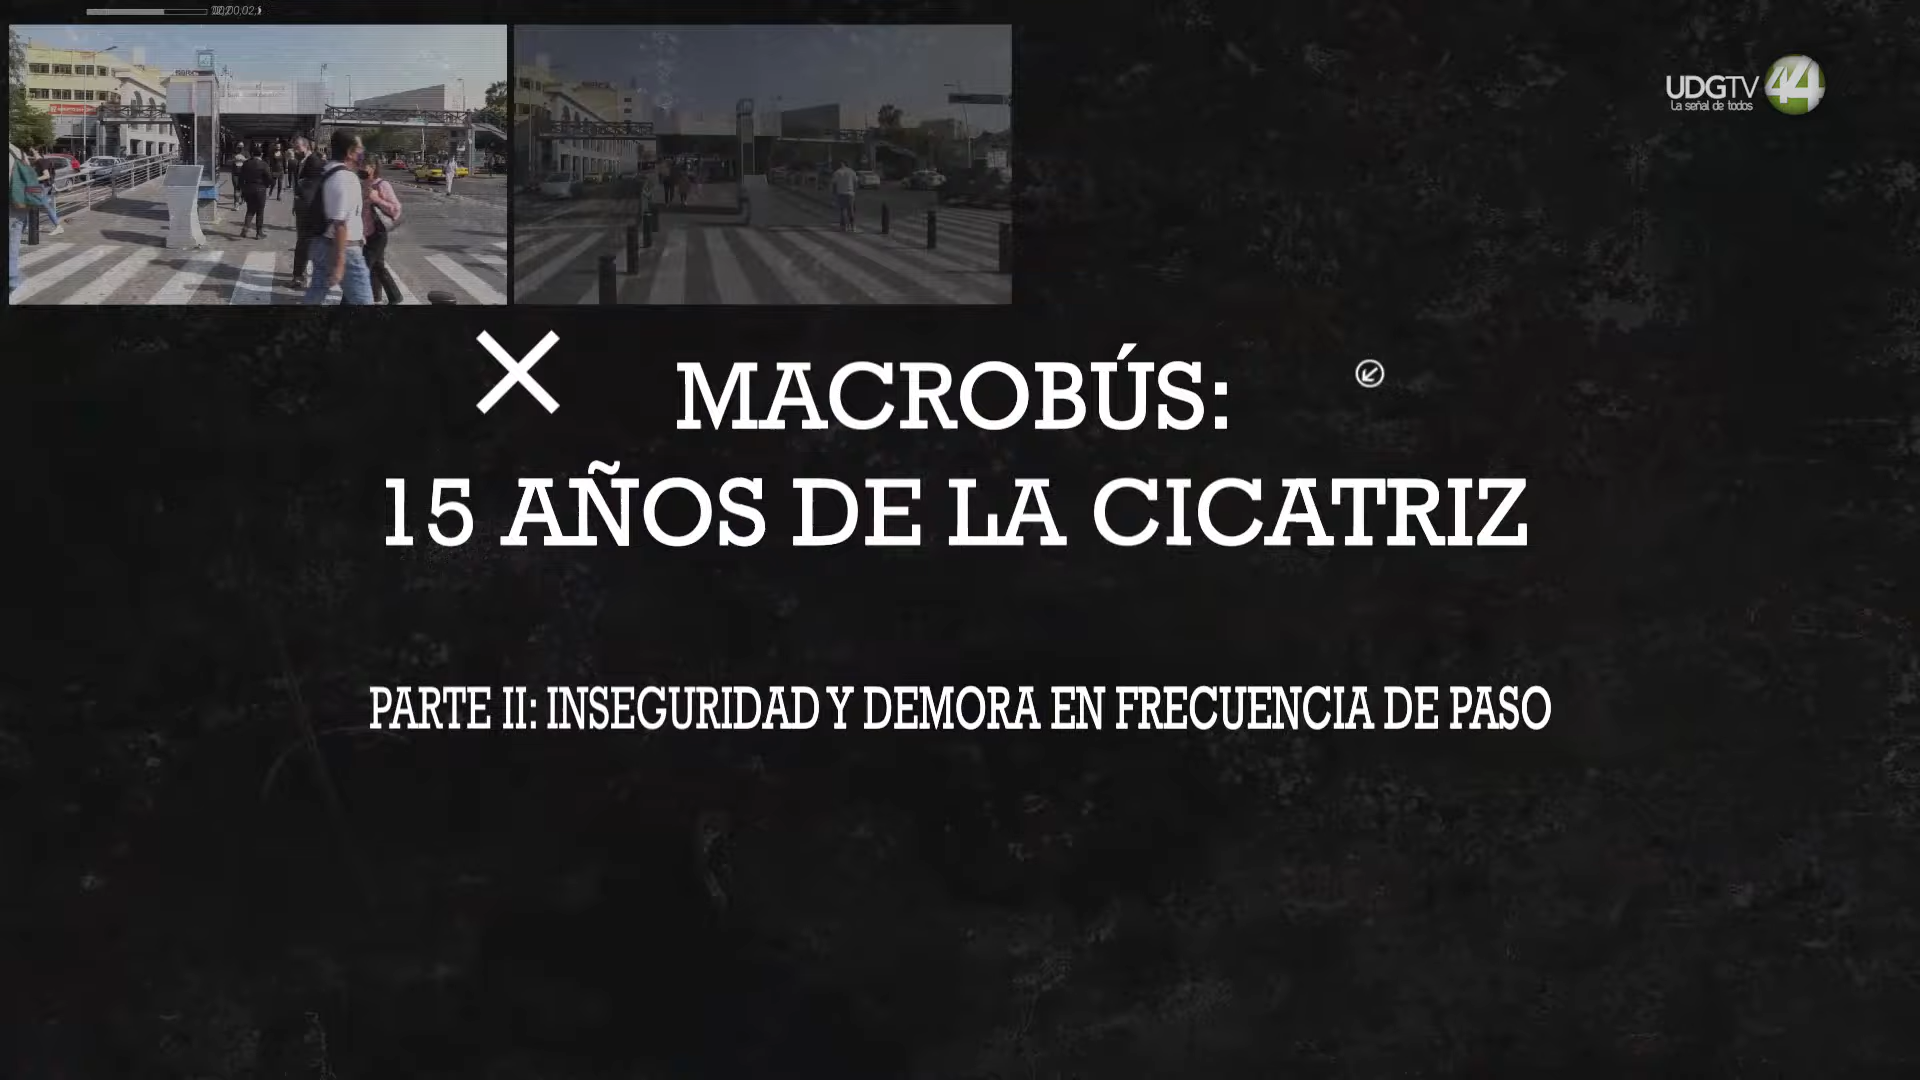 UDGTV 44
La señal de todos
MACROBÚS:
15 AÑOS DE LA CICATRIZ
PARTE II: INSEGURIDAD Y DEMORA EN FRECUENCIA DE PASO